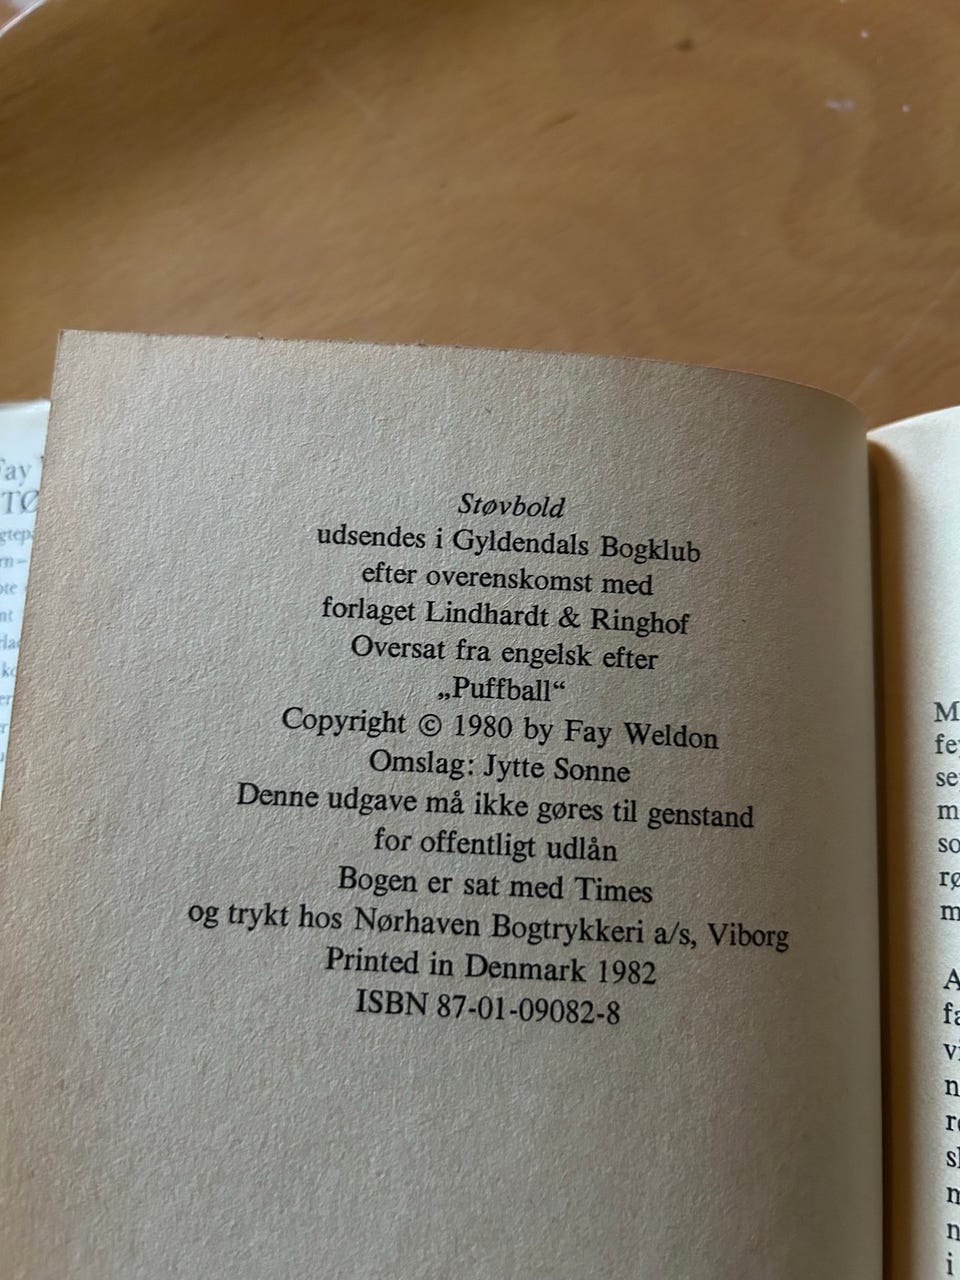 Støvbold
udsendes i Gyldendals Bogklub
efter overenskomst med
forlaget Lindhardt & Ringhof
Oversat fra engelsk efter
„Puffball“
Copyright © 1980 by Fay Weldon
Omslag: Jytte Sonne
Denne udgave må ikke gøres til genstand
for offentligt udlån
Bogen er sat med Times
og trykt hos Nørhaven Bogtrykkeri a/s, Viborg
Printed in Denmark 1982
ISBN 87-01-09082-8